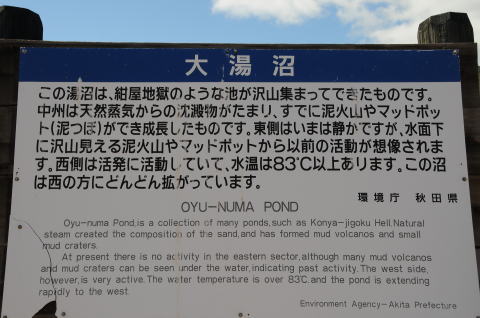 大湯沼
この湯沼は、紺屋地獄のような池が沢山集まってできたものです。
中州は天然蒸気からの沈澱物がたまり、すでに泥火山やマッドポッ
ト(泥つぼ)ができ成長したものです。東側はいまは静かですが、水面下
に沢山見える泥火山やマッドポットから以前の活動が想像されま
す。西側は活発に活動していて、水温は83℃以上あります。この沼
は西の方にどんどん拡がっています。
環境庁 秋田県
OYU-NUMA POND
Oyu-numa Pond,is a collection of many ponds,such as Konya-jigoku Hell.Natural
steam created the composition of the sand,and has formed mud volcanos and small
mud craters.
At present there is no activity in the eastern sector,although many mud volcanos
and mud craters can be seen under the water,indicating past activity. The west side,
however,is very active. The water temperature is over 83℃ and the pond is extending
rapidly to the west.
Environment Agency-Akita Prefecture